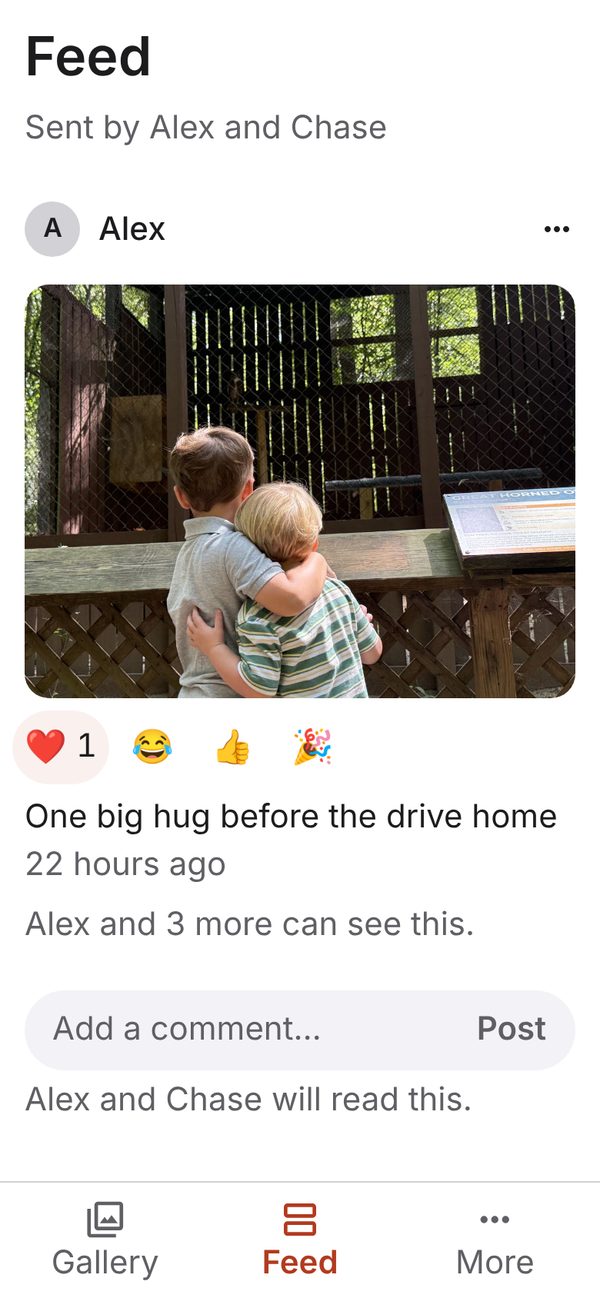 Feed
Sent by Alex and Chase
A
Alex
GREAT HORNED
1
One big hug before the drive home
22 hours ago
Alex and 3 more can see this.
Add a comment...
Post
Alex and Chase will read this.
Gallery
Feed
More